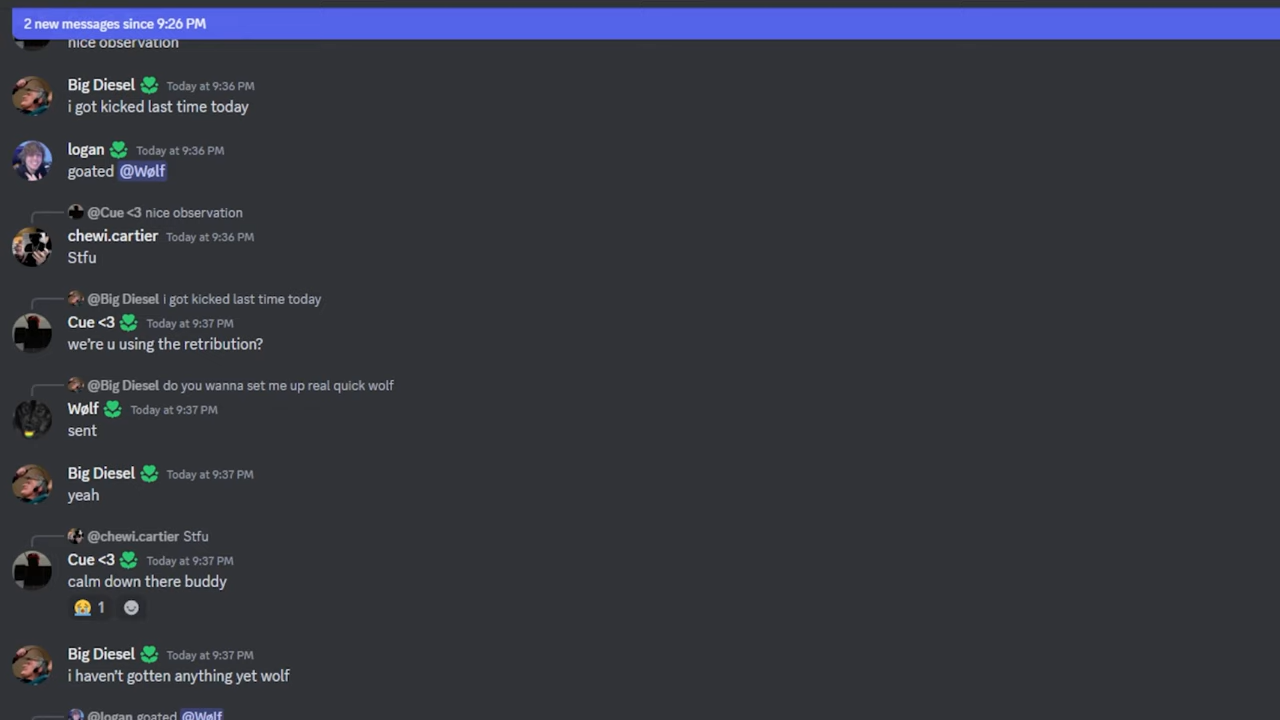 2 new messages since 9:26 PM
nice observation
Big Diesel Today at 9:36 PM
i got kicked last time today
logan Today at 9:36 PM
goated @Wølf
@Cue <3 nice observation
chewi.cartier Today at 9:36 PM
Stfu
@Big Diesel i got kicked last time today
Cue <3 Today at 9:37 PM
we're u using the retribution?
@Big Diesel do you wanna set me up real quick wolf
Wølf Today at 9:37 PM
sent
Big Diesel Today at 9:37 PM
yeah
@chewi.cartier Stfu
Cue <3 Today at 9:37 PM
calm down there buddy
1
Big Diesel Today at 9:37 PM
i haven't gotten anything yet wolf
@logan goated @Wølf